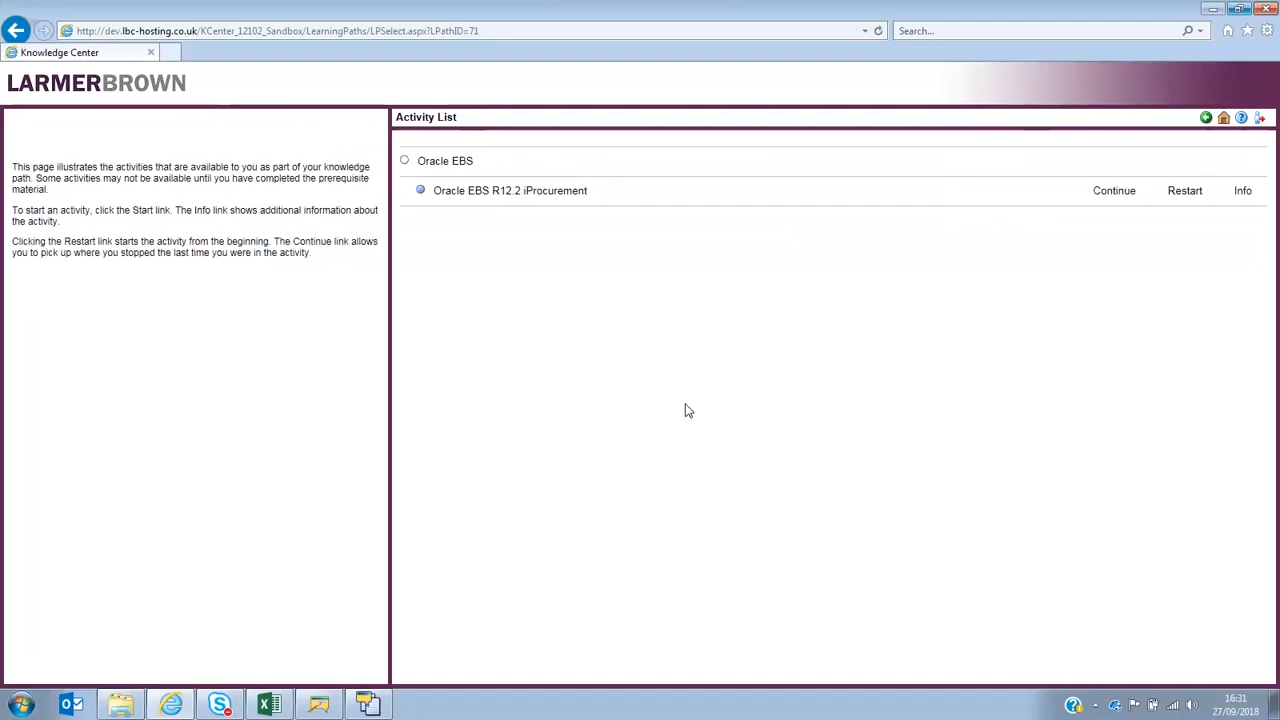 http://dev.lbc-hosting.co.uk/KCenter_12102_Sandbox/LearningPaths/LPSelect.aspx?LPathID=71
Search...
Knowledge Center
LARMERBROWN
This page illustrates the activities that are available to you as part of your knowledge
path. Some activities may not be available until you have completed the prerequisite
material.
To start an activity, click the Start link. The Info link shows additional information about
the activity.
Clicking the Restart link starts the activity from the beginning. The Continue link allows
you to pick up where you stopped the last time you were in the activity.
Activity List
Oracle EBS
Oracle EBS R12.2 iProcurement Continue Restart Info
16:31
27/09/2018